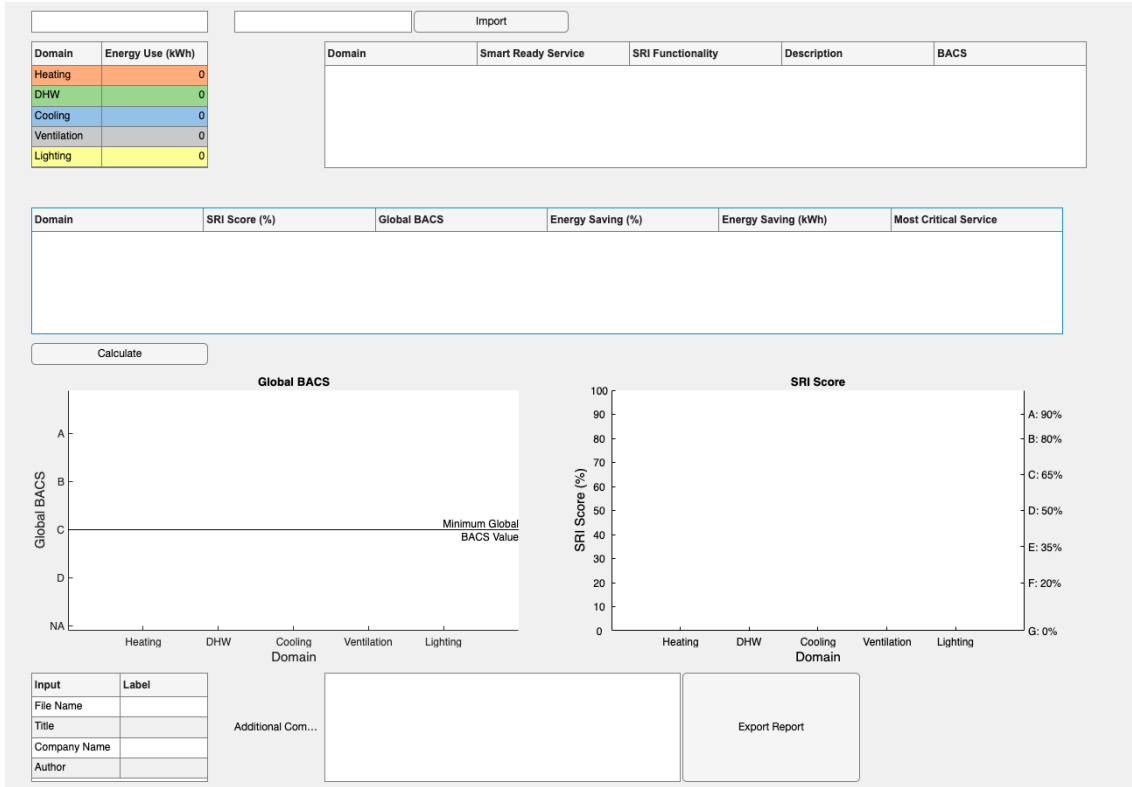 Import
Domain Energy Use (kWh)
Heating 0
DHW 0
Cooling 0
Ventilation 0
Lighting 0
Domain Smart Ready Service SRI Functionality Description BACS
Domain SRI Score (%) Global BACS Energy Saving (%) Energy Saving (kWh) Most Critical Service
Calculate
Global BACS
Global BACS
A
B
C
D
NA
Minimum Global
BACS Value
Heating DHW Cooling Ventilation Lighting
Domain
SRI Score
SRI Score (%)
100
90
80
70
60
50
40
30
20
10
0
A: 90%
B: 80%
C: 65%
D: 50%
E: 35%
F: 20%
G: 0%
Heating DHW Cooling Ventilation Lighting
Domain
Input Label
File Name
Title
Company Name
Author
Additional Com...
Export Report